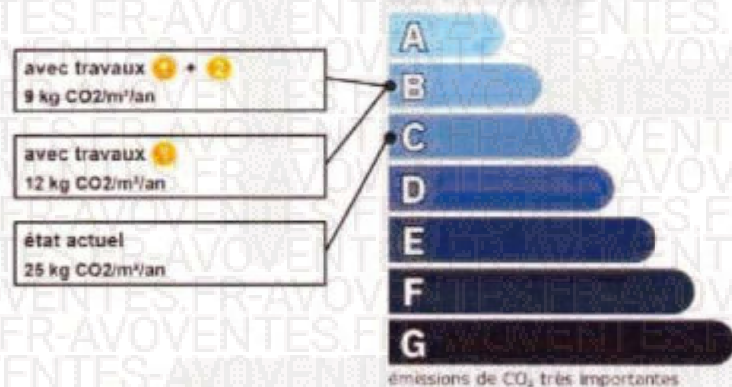 avec travaux 1 + 2
9 kg CO2/m²/an
avec travaux 1
12 kg CO2/m²/an
état actuel
25 kg CO2/m²/an
A
B
C
D
E
F
G
émissions de CO₂ très importantes